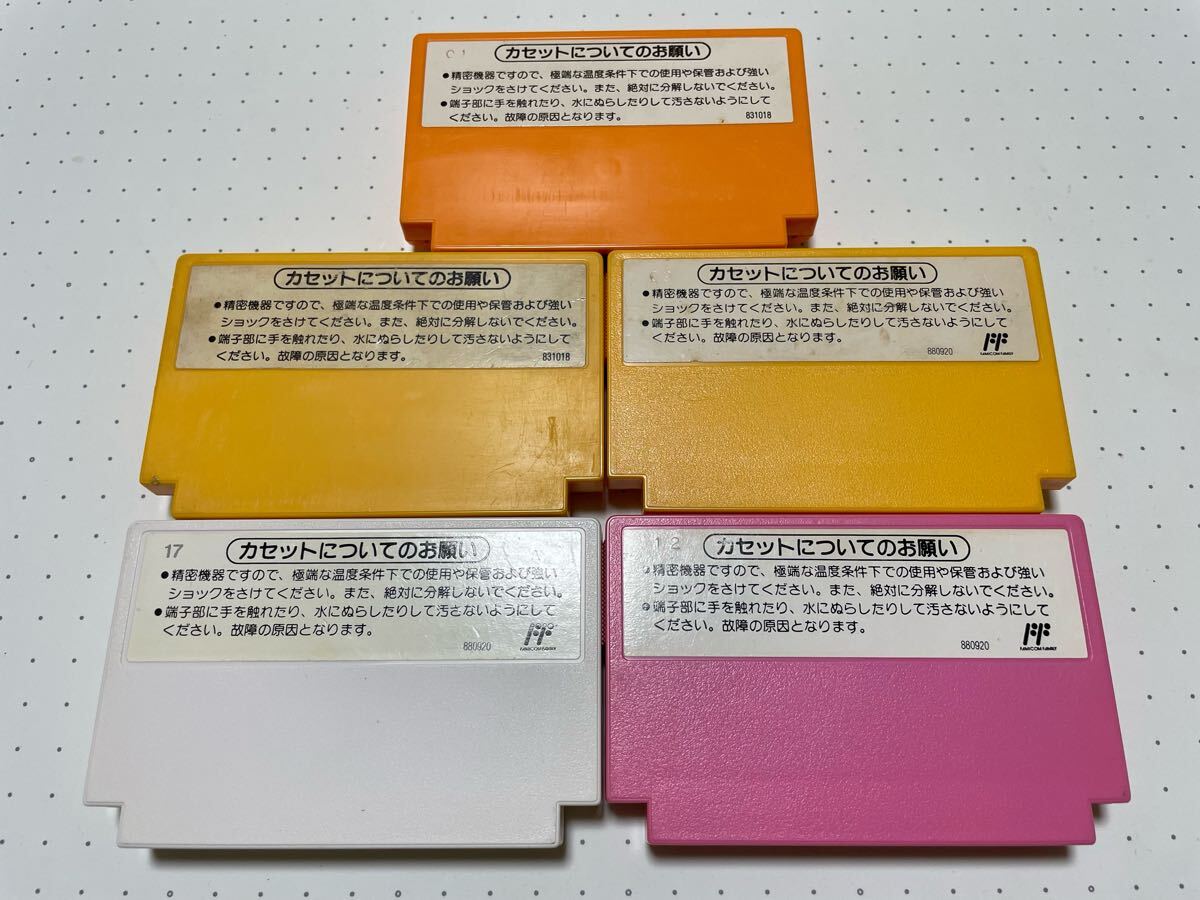 カセットについてのお願い
●精密機器ですので、極端な温度条件下での使用や保管および強い
ショックをさけてください。また、絶対に分解しないでください。
●端子部に手を触れたり、水にぬらしたりして汚さないようにして
ください。故障の原因となります。
831018
カセットについてのお願い
●精密機器ですので、極端な温度条件下での使用や保管および強い
ショックをさけてください。また、絶対に分解しないでください。
●端子部に手を触れたり、水にぬらしたりして汚さないようにして
ください。故障の原因となります。
831018
カセットについてのお願い
●精密機器ですので、極端な温度条件下での使用や保管および強い
ショックをさけてください。また、絶対に分解しないでください。
●端子部に手を触れたり、水にぬらしたりして汚さないようにして
ください。故障の原因となります。
880920
FAMICOM FAMILY
17
カセットについてのお願い
●精密機器ですので、極端な温度条件下での使用や保管および強い
ショックをさけてください。また、絶対に分解しないでください。
●端子部に手を触れたり、水にぬらしたりして汚さないようにして
ください。故障の原因となります。
880920
FAMICOM FAMILY
12
カセットについてのお願い
●精密機器ですので、極端な温度条件下での使用や保管および強い
ショックをさけてください。また、絶対に分解しないでください。
●端子部に手を触れたり、水にぬらしたりして汚さないようにして
ください。故障の原因となります。
880920
FAMICOM FAMILY